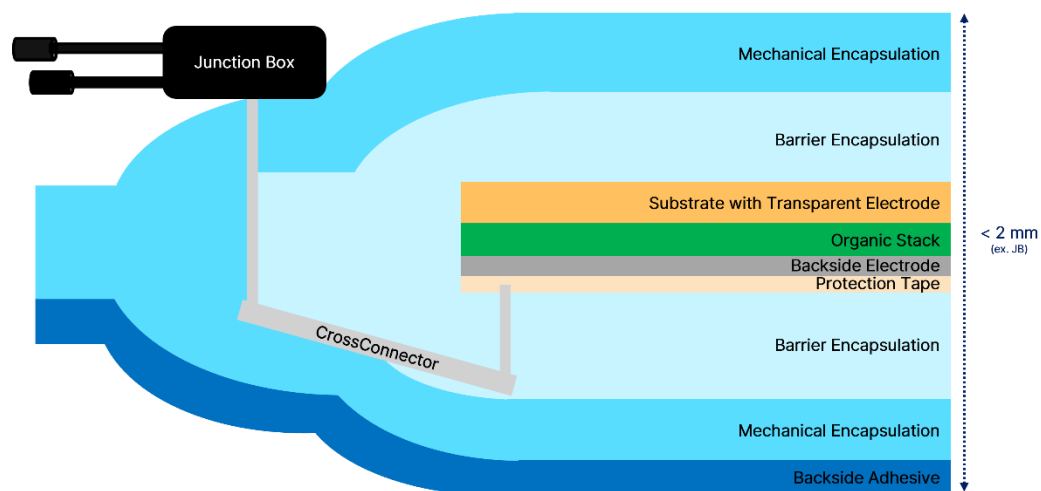 Junction Box
Mechanical Encapsulation
Barrier Encapsulation
Substrate with Transparent Electrode
Organic Stack
Backside Electrode
Protection Tape
< 2 mm
(ex. JB)
CrossConnector
Barrier Encapsulation
Mechanical Encapsulation
Backside Adhesive